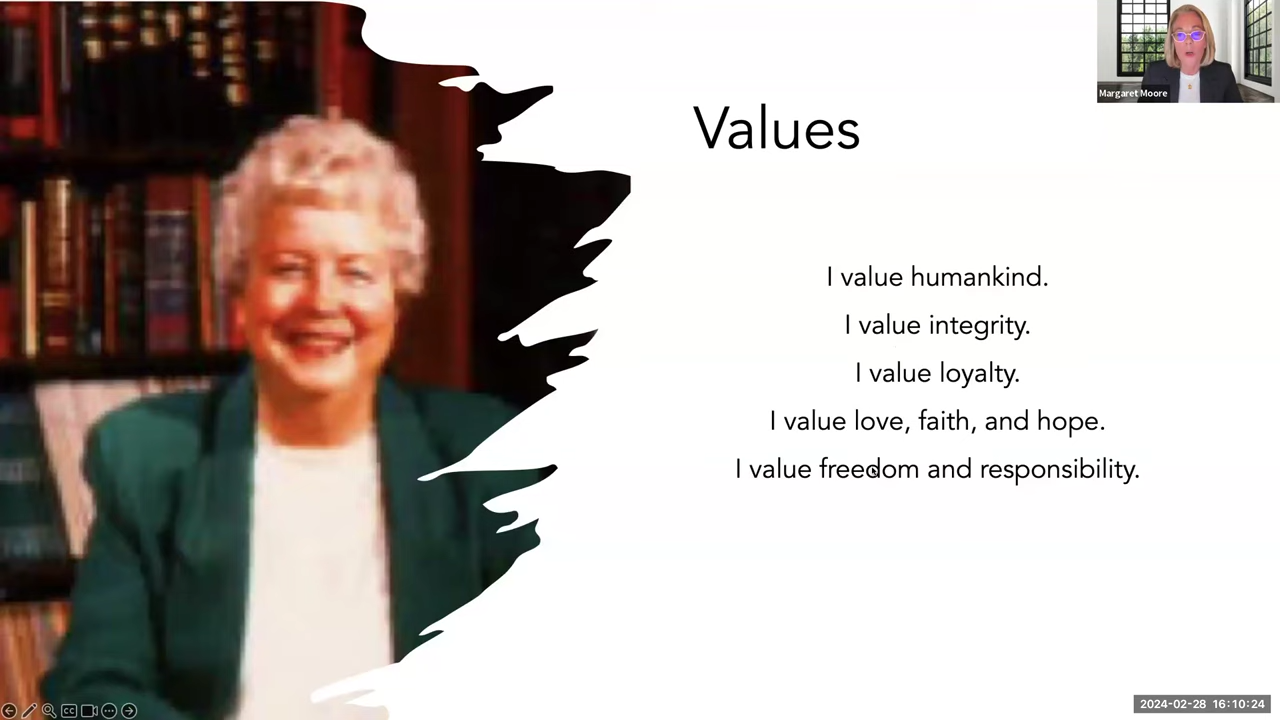 Values
Margaret Moore
I value humankind.
I value integrity.
I value loyalty.
I value love, faith, and hope.
I value freedom and responsibility.
CC
2024-02-28 16:10:24